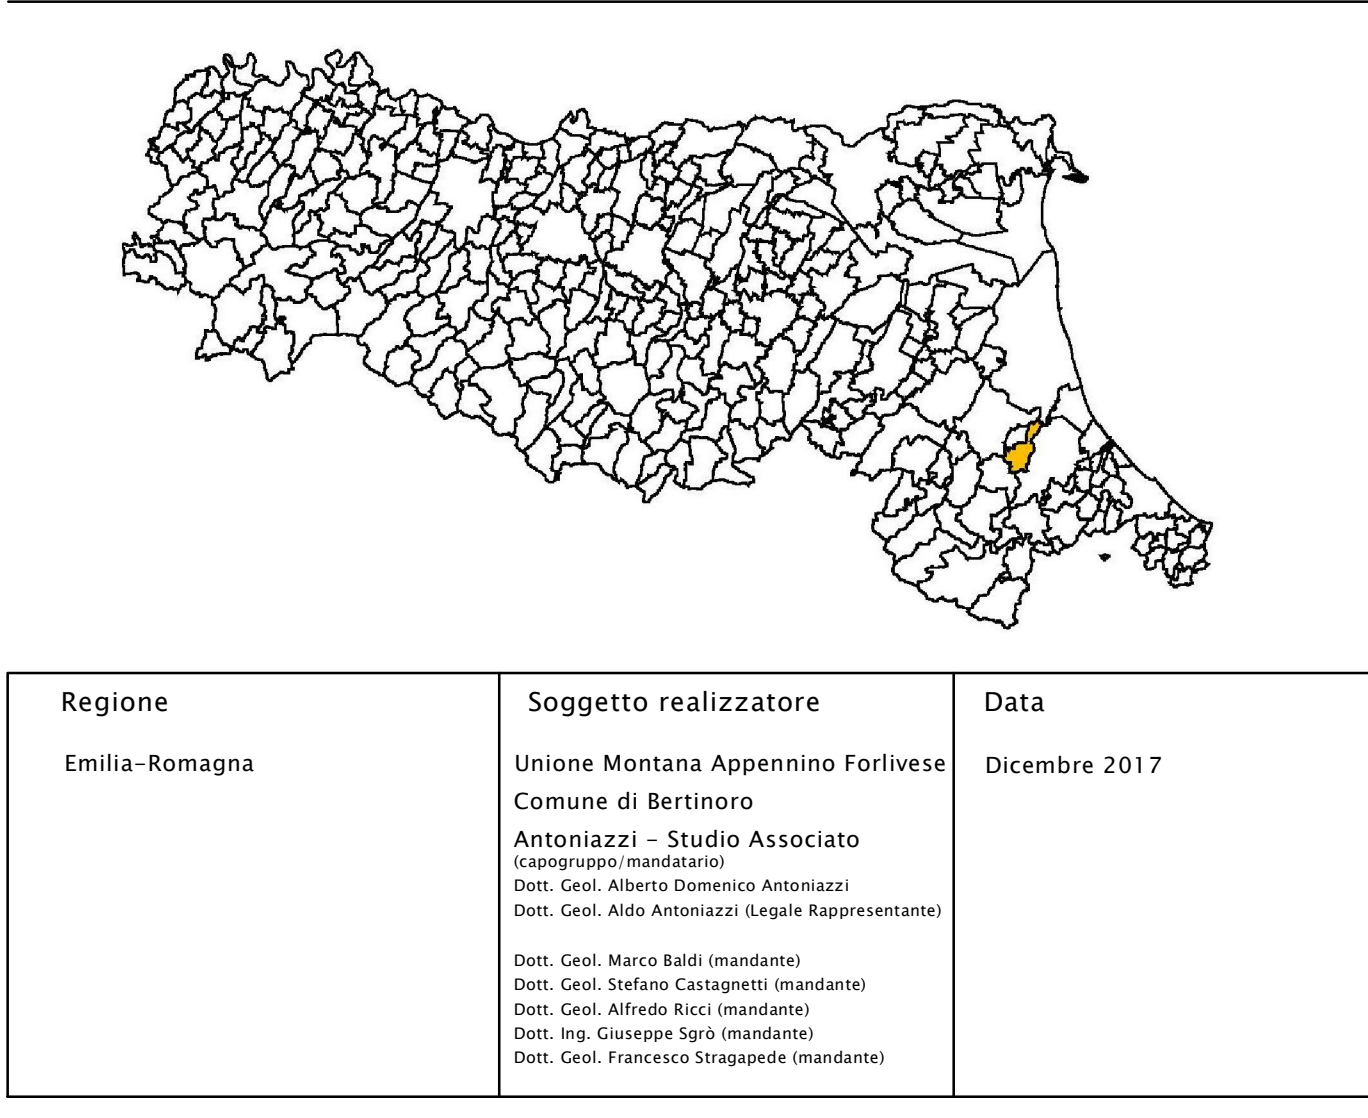 Regione
Emilia-Romagna
Soggetto realizzatore
Unione Montana Appennino Forlivese
Comune di Bertinoro
Antoniazzi - Studio Associato
(capogruppo/mandatario)
Dott. Geol. Alberto Domenico Antoniazzi
Dott. Geol. Aldo Antoniazzi (Legale Rappresentante)
Dott. Geol. Marco Baldi (mandante)
Dott. Geol. Stefano Castagnetti (mandante)
Dott. Geol. Alfredo Ricci (mandante)
Dott. Ing. Giuseppe Sgrò (mandante)
Dott. Geol. Francesco Stragapede (mandante)
Data
Dicembre 2017